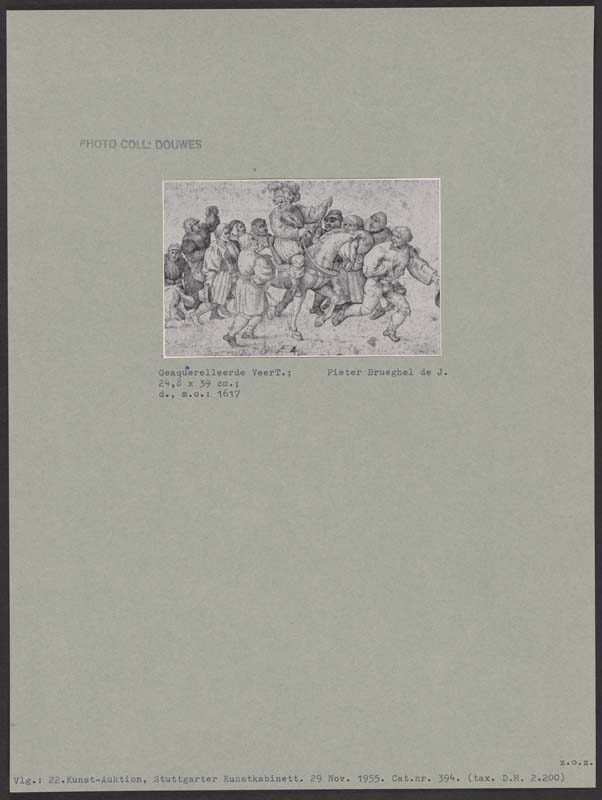 PHOTO COLL: DOUWES
Geaquerelleerde VeerT.; Pieter Brueghel de J.
24,8 x 39 cm.;
d., m.o.: 1617
z.o.z.
Vlg.: 22.Kunst-Auktion, Stuttgarter Kunstkabinett. 29 Nov. 1955. Cat.nr. 394. (tax. D.M. 2.200)